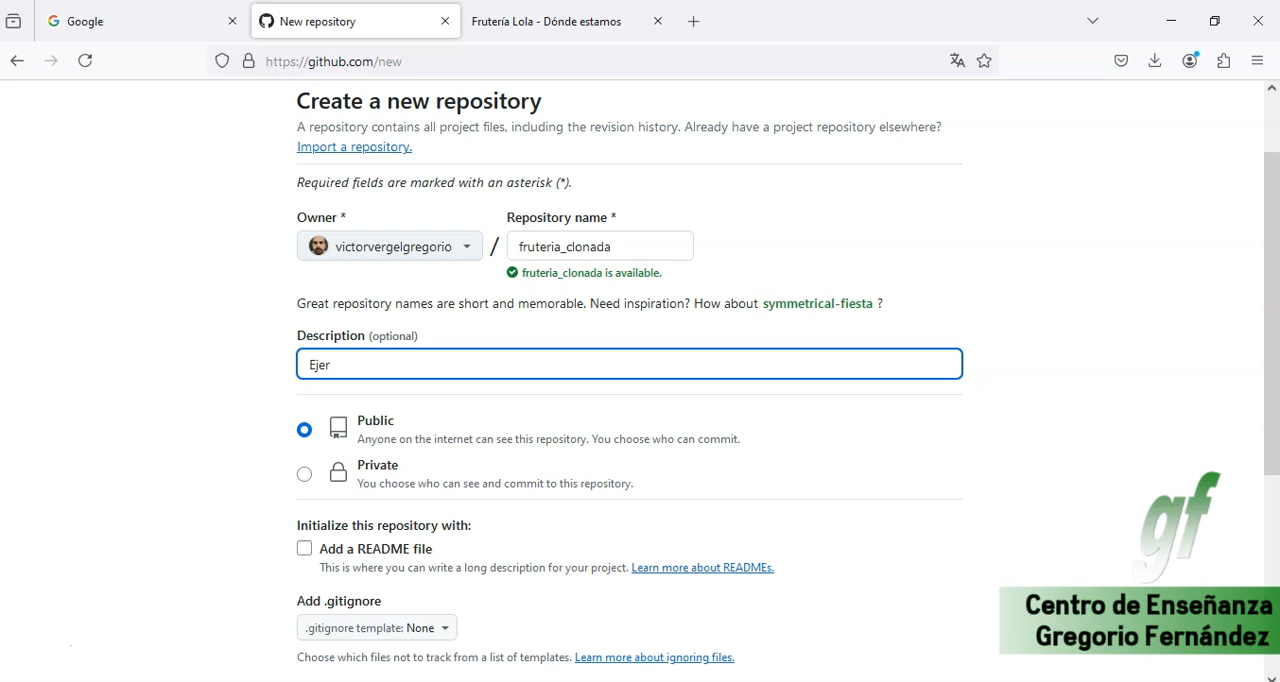 Google
New repository
Frutería Lola - Dónde estamos
https://github.com/new
Create a new repository
A repository contains all project files, including the revision history. Already have a project repository elsewhere?
Import a repository.
Required fields are marked with an asterisk (*).
Owner *
Repository name *
victorvergelgregorio
/
fruteria_clonada
fruteria_clonada is available.
Great repository names are short and memorable. Need inspiration? How about symmetrical-fiesta ?
Description (optional)
Ejer
Public
Anyone on the internet can see this repository. You choose who can commit.
Private
You choose who can see and commit to this repository.
Initialize this repository with:
Add a README file
This is where you can write a long description for your project. Learn more about READMEs.
Add .gitignore
.gitignore template: None
Choose which files not to track from a list of templates. Learn more about ignoring files.
gf
Centro de Enseñanza
Gregorio Fernández